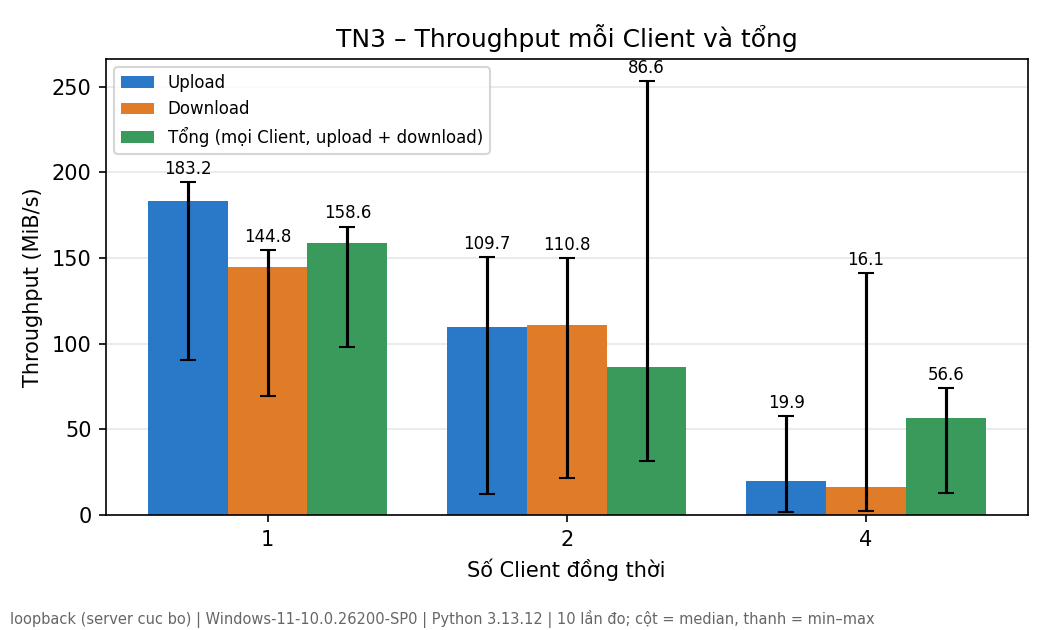 TN3 – Throughput mỗi Client và tổng
Throughput (MiB/s)
250
200
150
100
50
0
Upload
Download
Tổng (mọi Client, upload + download)
183.2
144.8
158.6
109.7
110.8
86.6
19.9
16.1
56.6
1
2
4
Số Client đồng thời
loopback (server cuc bo) | Windows-11-10.0.26200-SP0 | Python 3.13.12 | 10 lần đo; cột = median, thanh = min–max